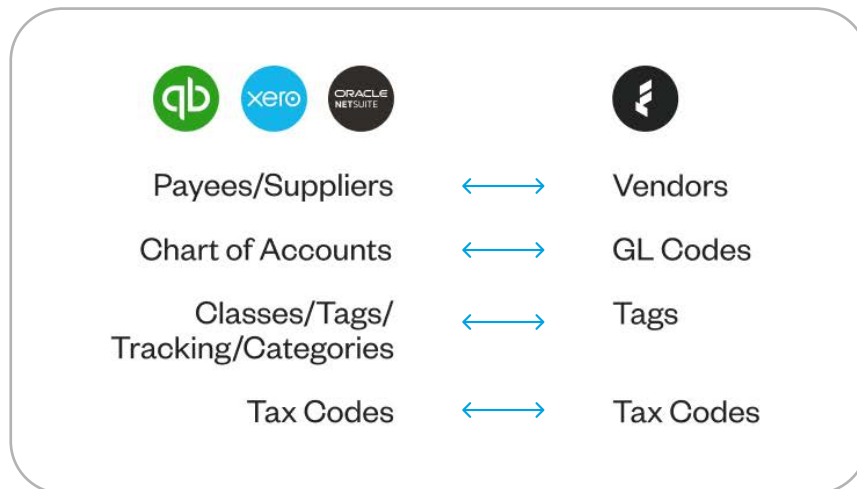 qb
xero
ORACLE
NETSUITE
Payees/Suppliers
Vendors
Chart of Accounts
GL Codes
Classes/Tags/
Tracking/Categories
Tags
Tax Codes
Tax Codes